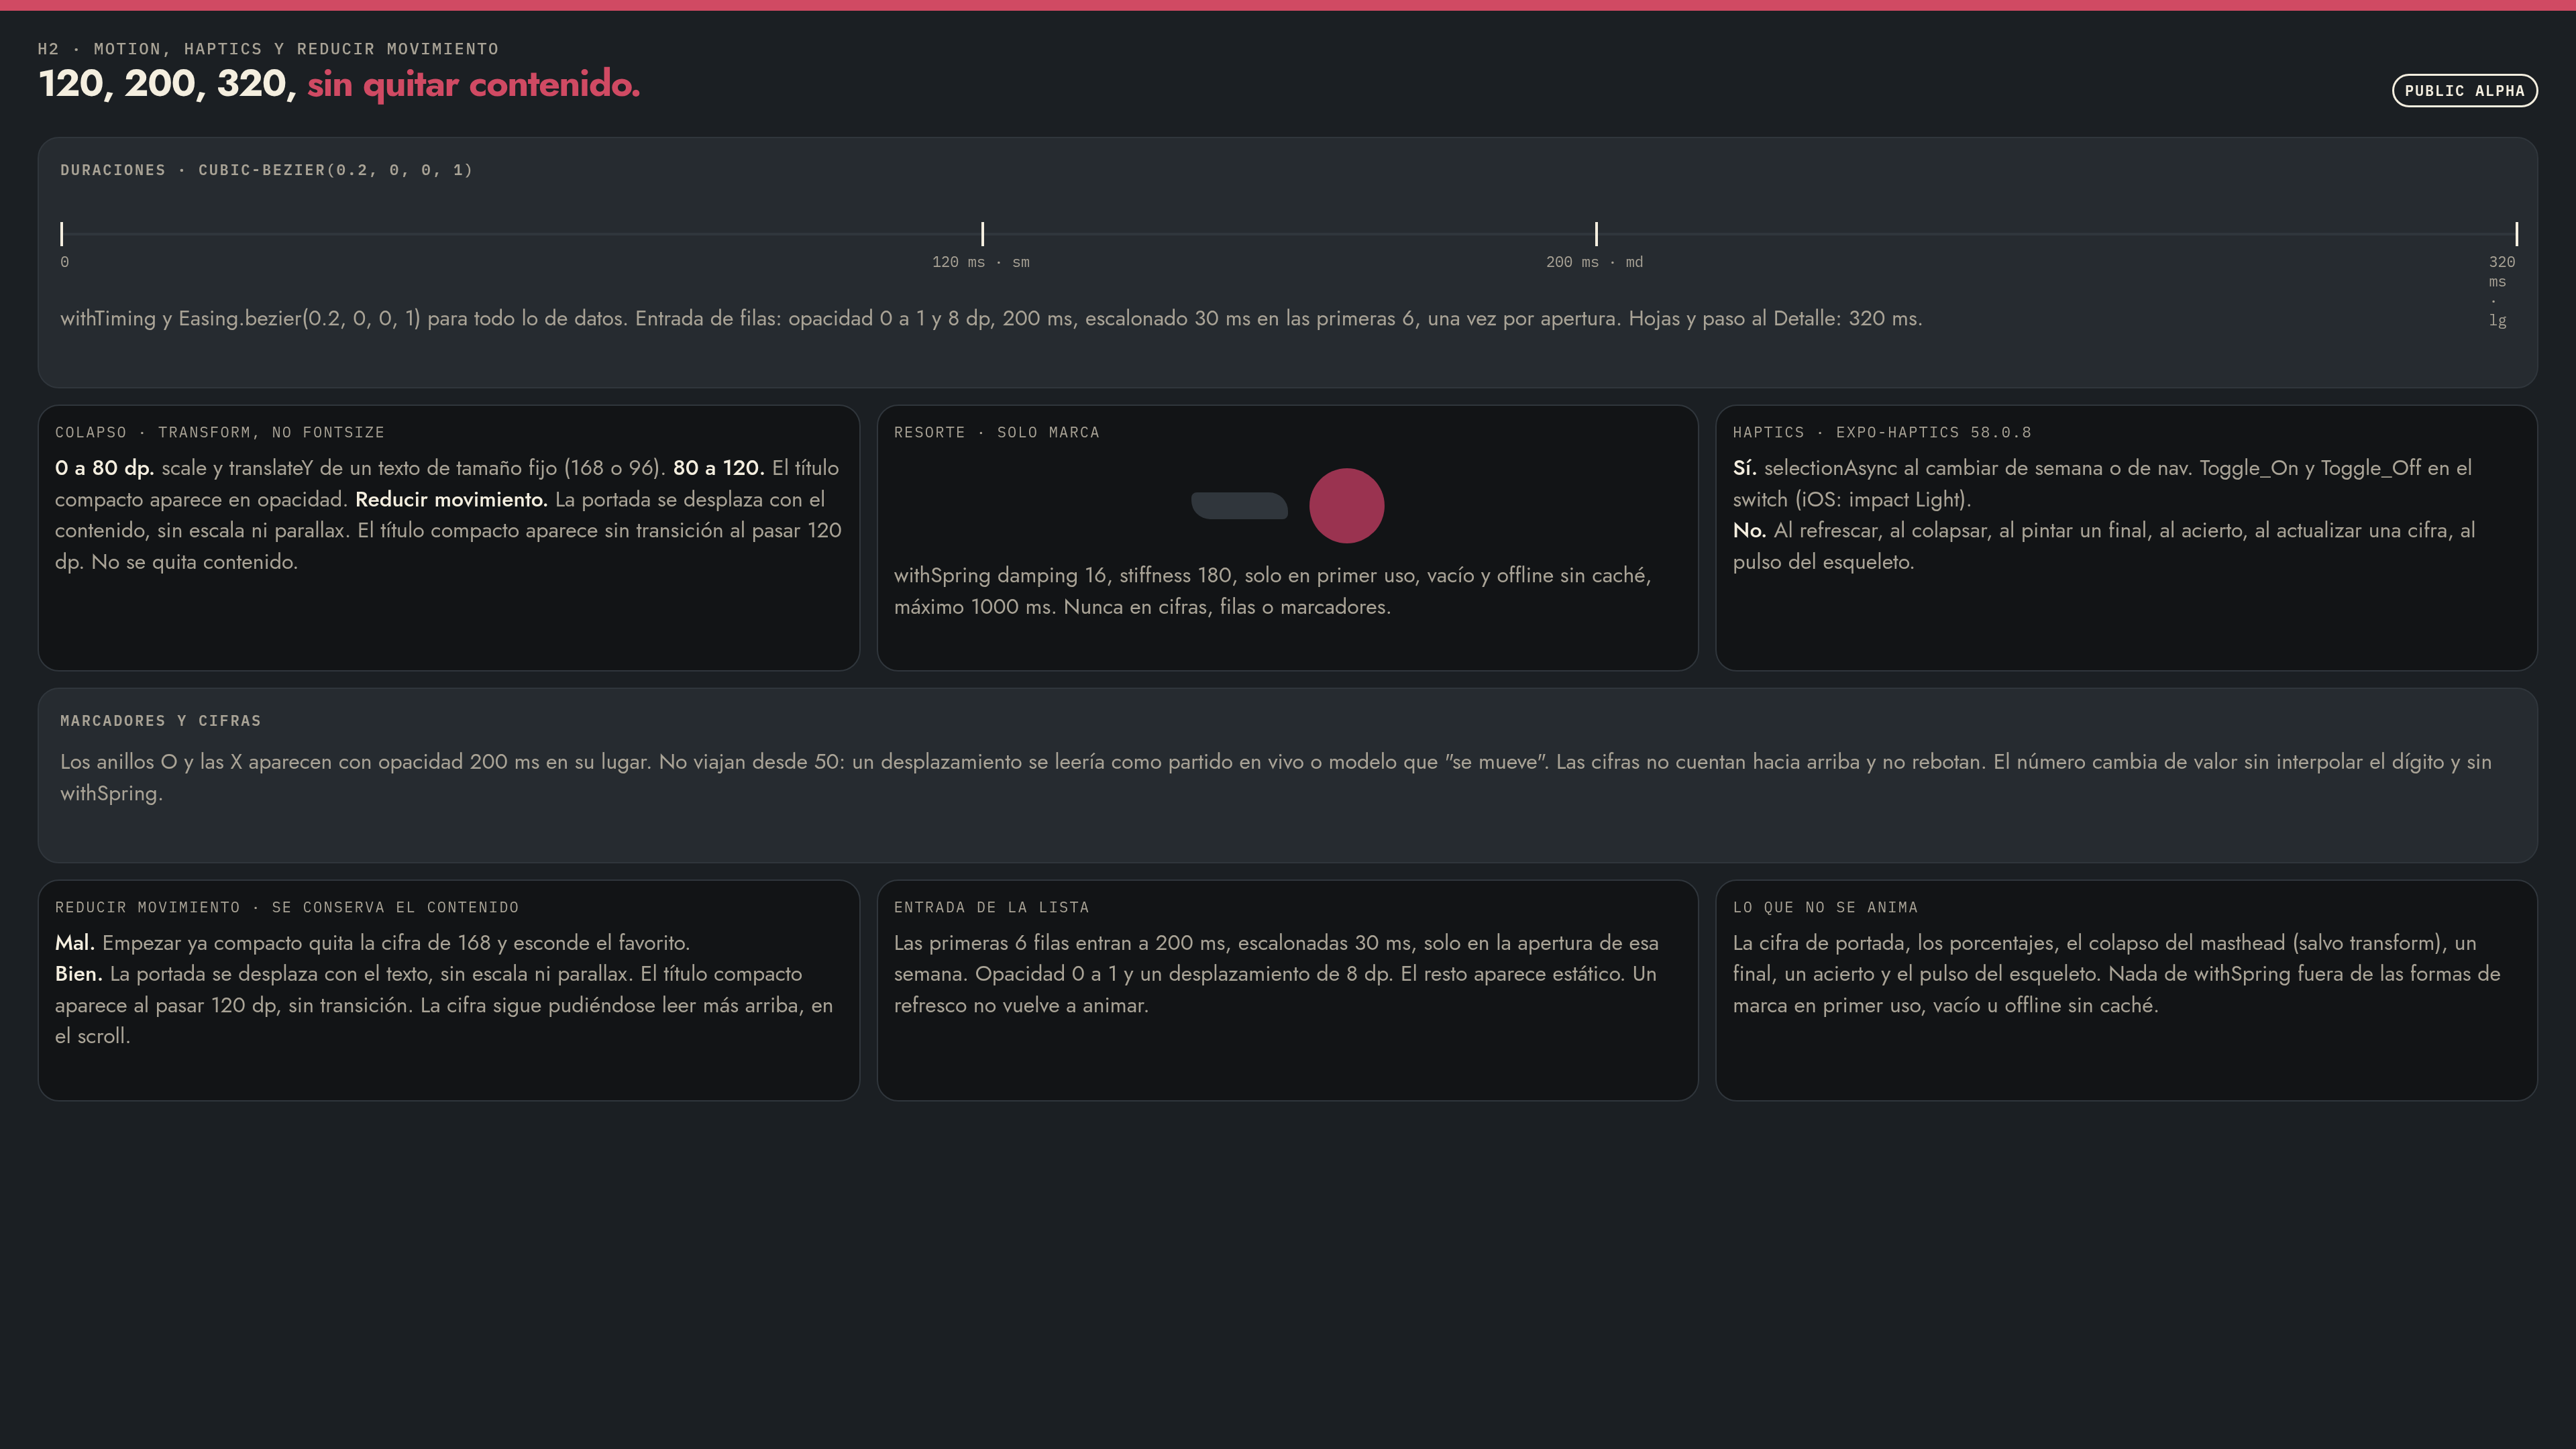 H2 · MOTION, HAPTICS Y REDUCIR MOVIMIENTO
120, 200, 320, sin quitar contenido.
PUBLIC ALPHA
DURACIONES · CUBIC-BEZIER(0.2, 0, 0, 1)
0
120 ms · sm
200 ms · md
320
ms
·
lg
withTiming y Easing.bezier(0.2, 0, 0, 1) para todo lo de datos. Entrada de filas: opacidad 0 a 1 y 8 dp, 200 ms, escalonado 30 ms en las primeras 6, una vez por apertura. Hojas y paso al Detalle: 320 ms.
COLAPSO · TRANSFORM, NO FONTSIZE
0 a 80 dp. scale y translateY de un texto de tamaño fijo (168 o 96). 80 a 120. El título
compacto aparece en opacidad. Reducir movimiento. La portada se desplaza con el
contenido, sin escala ni parallax. El título compacto aparece sin transición al pasar 120
dp. No se quita contenido.
RESORTE · SOLO MARCA
withSpring damping 16, stiffness 180, solo en primer uso, vacío y offline sin caché,
máximo 1000 ms. Nunca en cifras, filas o marcadores.
HAPTICS · EXPO-HAPTICS 58.0.8
Sí. selectionAsync al cambiar de semana o de nav. Toggle_On y Toggle_Off en el
switch (iOS: impact Light).
No. Al refrescar, al colapsar, al pintar un final, al acierto, al actualizar una cifra, al
pulso del esqueleto.
MARCADORES Y CIFRAS
Los anillos O y las X aparecen con opacidad 200 ms en su lugar. No viajan desde 50: un desplazamiento se leería como partido en vivo o modelo que "se mueve". Las cifras no cuentan hacia arriba y no rebotan. El número cambia de valor sin interpolar el dígito y sin
withSpring.
REDUCIR MOVIMIENTO · SE CONSERVA EL CONTENIDO
Mal. Empezar ya compacto quita la cifra de 168 y esconde el favorito.
Bien. La portada se desplaza con el texto, sin escala ni parallax. El título compacto
aparece al pasar 120 dp, sin transición. La cifra sigue pudiéndose leer más arriba, en
el scroll.
ENTRADA DE LA LISTA
Las primeras 6 filas entran a 200 ms, escalonadas 30 ms, solo en la apertura de esa
semana. Opacidad 0 a 1 y un desplazamiento de 8 dp. El resto aparece estático. Un
refresco no vuelve a animar.
LO QUE NO SE ANIMA
La cifra de portada, los porcentajes, el colapso del masthead (salvo transform), un
final, un acierto y el pulso del esqueleto. Nada de withSpring fuera de las formas de
marca en primer uso, vacío u offline sin caché.